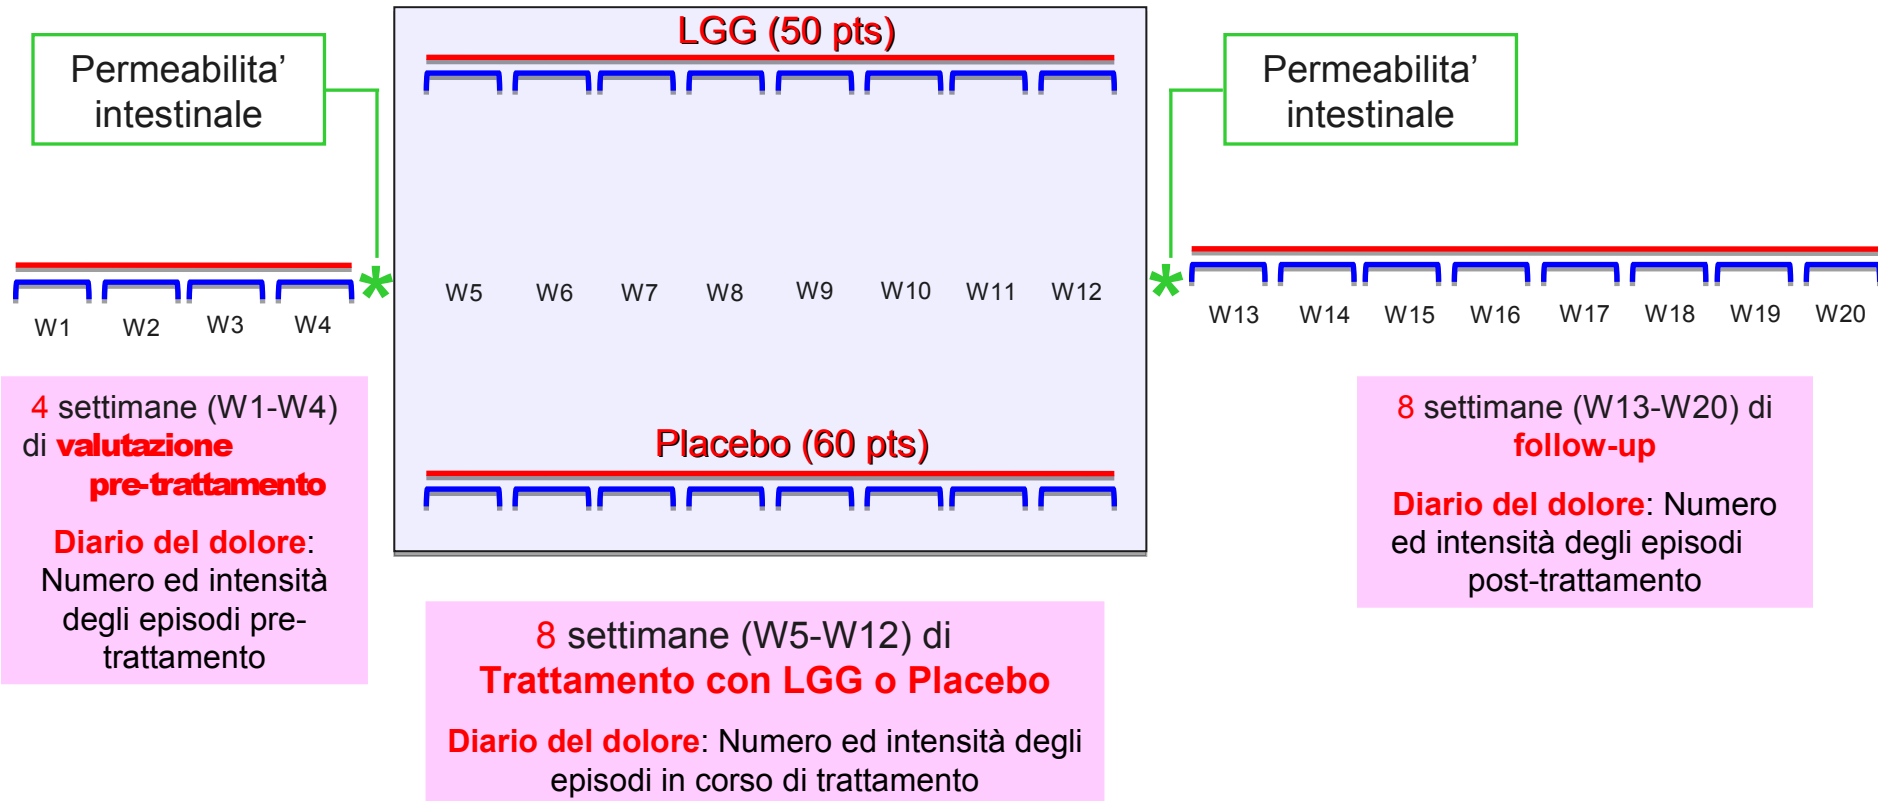 LGG (50 pts)
Permeabilita'
intestinale
Permeabilita'
intestinale
W1 W2 W3 W4
W5 W6 W7 W8 W9 W10 W11 W12
W13 W14 W15 W16 W17 W18 W19 W20
Placebo (60 pts)
4 settimane (W1-W4)
di valutazione
pre-trattamento
Diario del dolore:
Numero ed intensità
degli episodi pre-
trattamento
8 settimane (W5-W12) di
Trattamento con LGG o Placebo
Diario del dolore: Numero ed intensità degli
episodi in corso di trattamento
8 settimane (W13-W20) di
follow-up
Diario del dolore: Numero
ed intensità degli episodi
post-trattamento